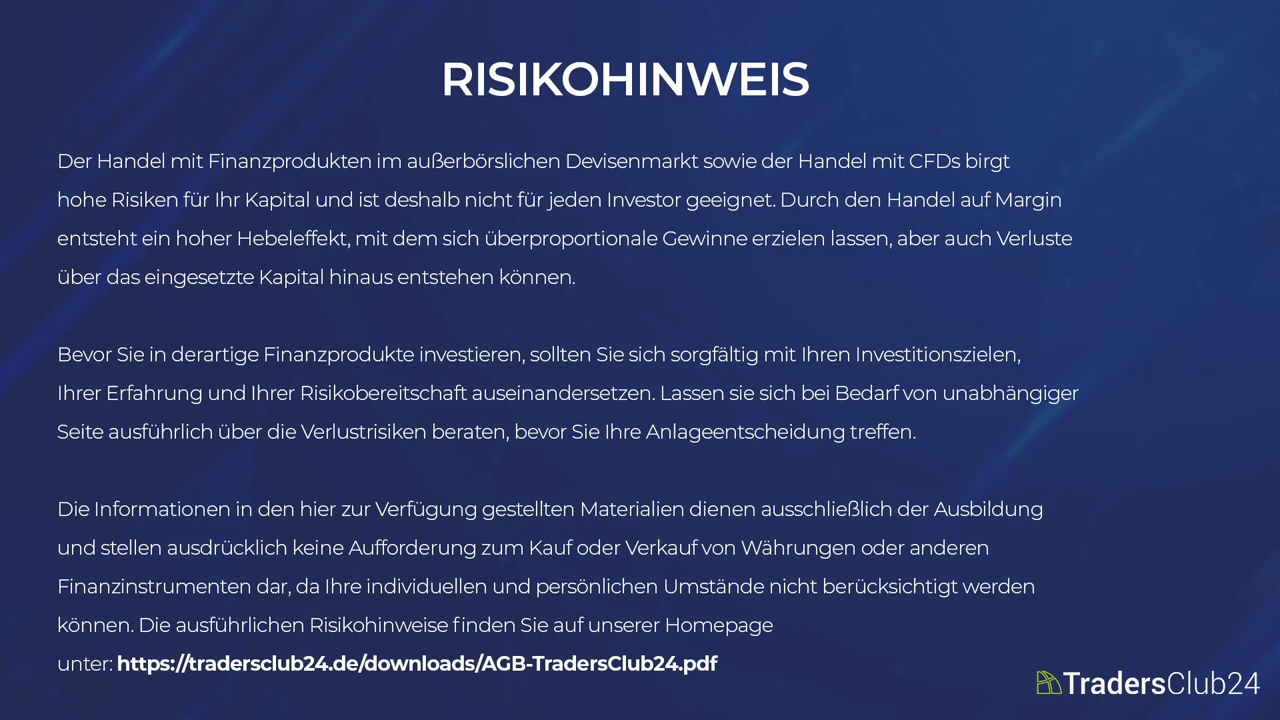 RISIKOHINWEIS
Der Handel mit Finanzprodukten im außerbörslichen Devisenmarkt sowie der Handel mit CFDs birgt
hohe Risiken für Ihr Kapital und ist deshalb nicht für jeden Investor geeignet. Durch den Handel auf Margin
entsteht ein hoher Hebeleffekt, mit dem sich überproportionale Gewinne erzielen lassen, aber auch Verluste
über das eingesetzte Kapital hinaus entstehen können.
Bevor Sie in derartige Finanzprodukte investieren, sollten Sie sich sorgfältig mit Ihren Investitionszielen,
Ihrer Erfahrung und Ihrer Risikobereitschaft auseinandersetzen. Lassen sie sich bei Bedarf von unabhängiger
Seite ausführlich über die Verlustrisiken beraten, bevor Sie Ihre Anlageentscheidung treffen.
Die Informationen in den hier zur Verfügung gestellten Materialien dienen ausschließlich der Ausbildung
und stellen ausdrücklich keine Aufforderung zum Kauf oder Verkauf von Währungen oder anderen
Finanzinstrumenten dar, da Ihre individuellen und persönlichen Umstände nicht berücksichtigt werden
können. Die ausführlichen Risikohinweise finden Sie auf unserer Homepage
unter: https://tradersclub24.de/downloads/AGB-TradersClub24.pdf
TradersClub24